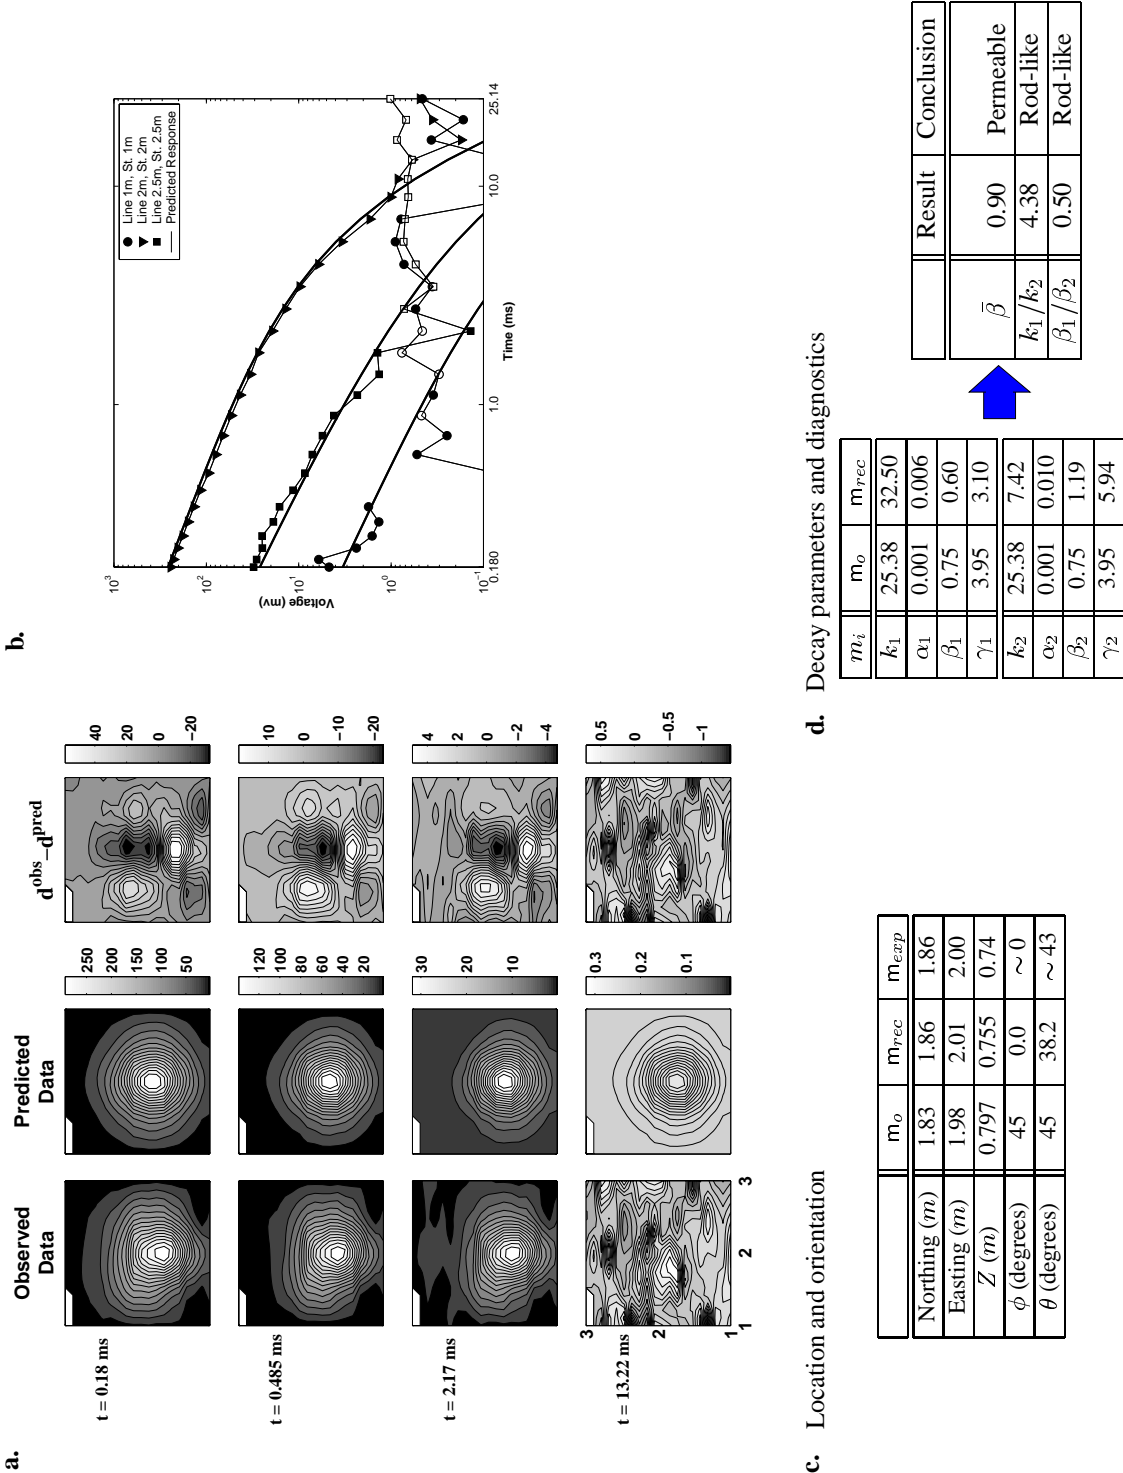 a.
Observed Data
Predicted Data
d^obs–d^pred
t = 0.18 ms
250
200
150
100
50
40
20
0
−20
t = 0.485 ms
120
100
80
60
40
20
10
0
−10
−20
t = 2.17 ms
30
20
10
4
2
0
−2
−4
t = 13.22 ms
3
2
1
1
2
3
0.3
0.2
0.1
0.5
0
−0.5
−1
b.
Voltage (mv)
10^3
10^2
10^1
10^0
10^-1
0.180
1.0
10.0
25.14
Time (ms)
Line 1m, St. 1m
Line 2m, St. 2m
Line 2.5m, St. 2.5m
Predicted Response
c. Location and orientation
m_o m_rec m_exp
Northing (m) 1.83 1.86 1.86
Easting (m) 1.98 2.01 2.00
Z (m) 0.797 0.755 0.74
φ (degrees) 45 0.0 ∼ 0
θ (degrees) 45 38.2 ∼ 43
d. Decay parameters and diagnostics
m_i m_o m_rec
k_1 25.38 32.50
α_1 0.001 0.006
β_1 0.75 0.60
γ_1 3.95 3.10
k_2 25.38 7.42
α_2 0.001 0.010
β_2 0.75 1.19
γ_2 3.95 5.94
Result Conclusion
β̄ 0.90 Permeable
k_1/k_2 4.38 Rod-like
β_1/β_2 0.50 Rod-like